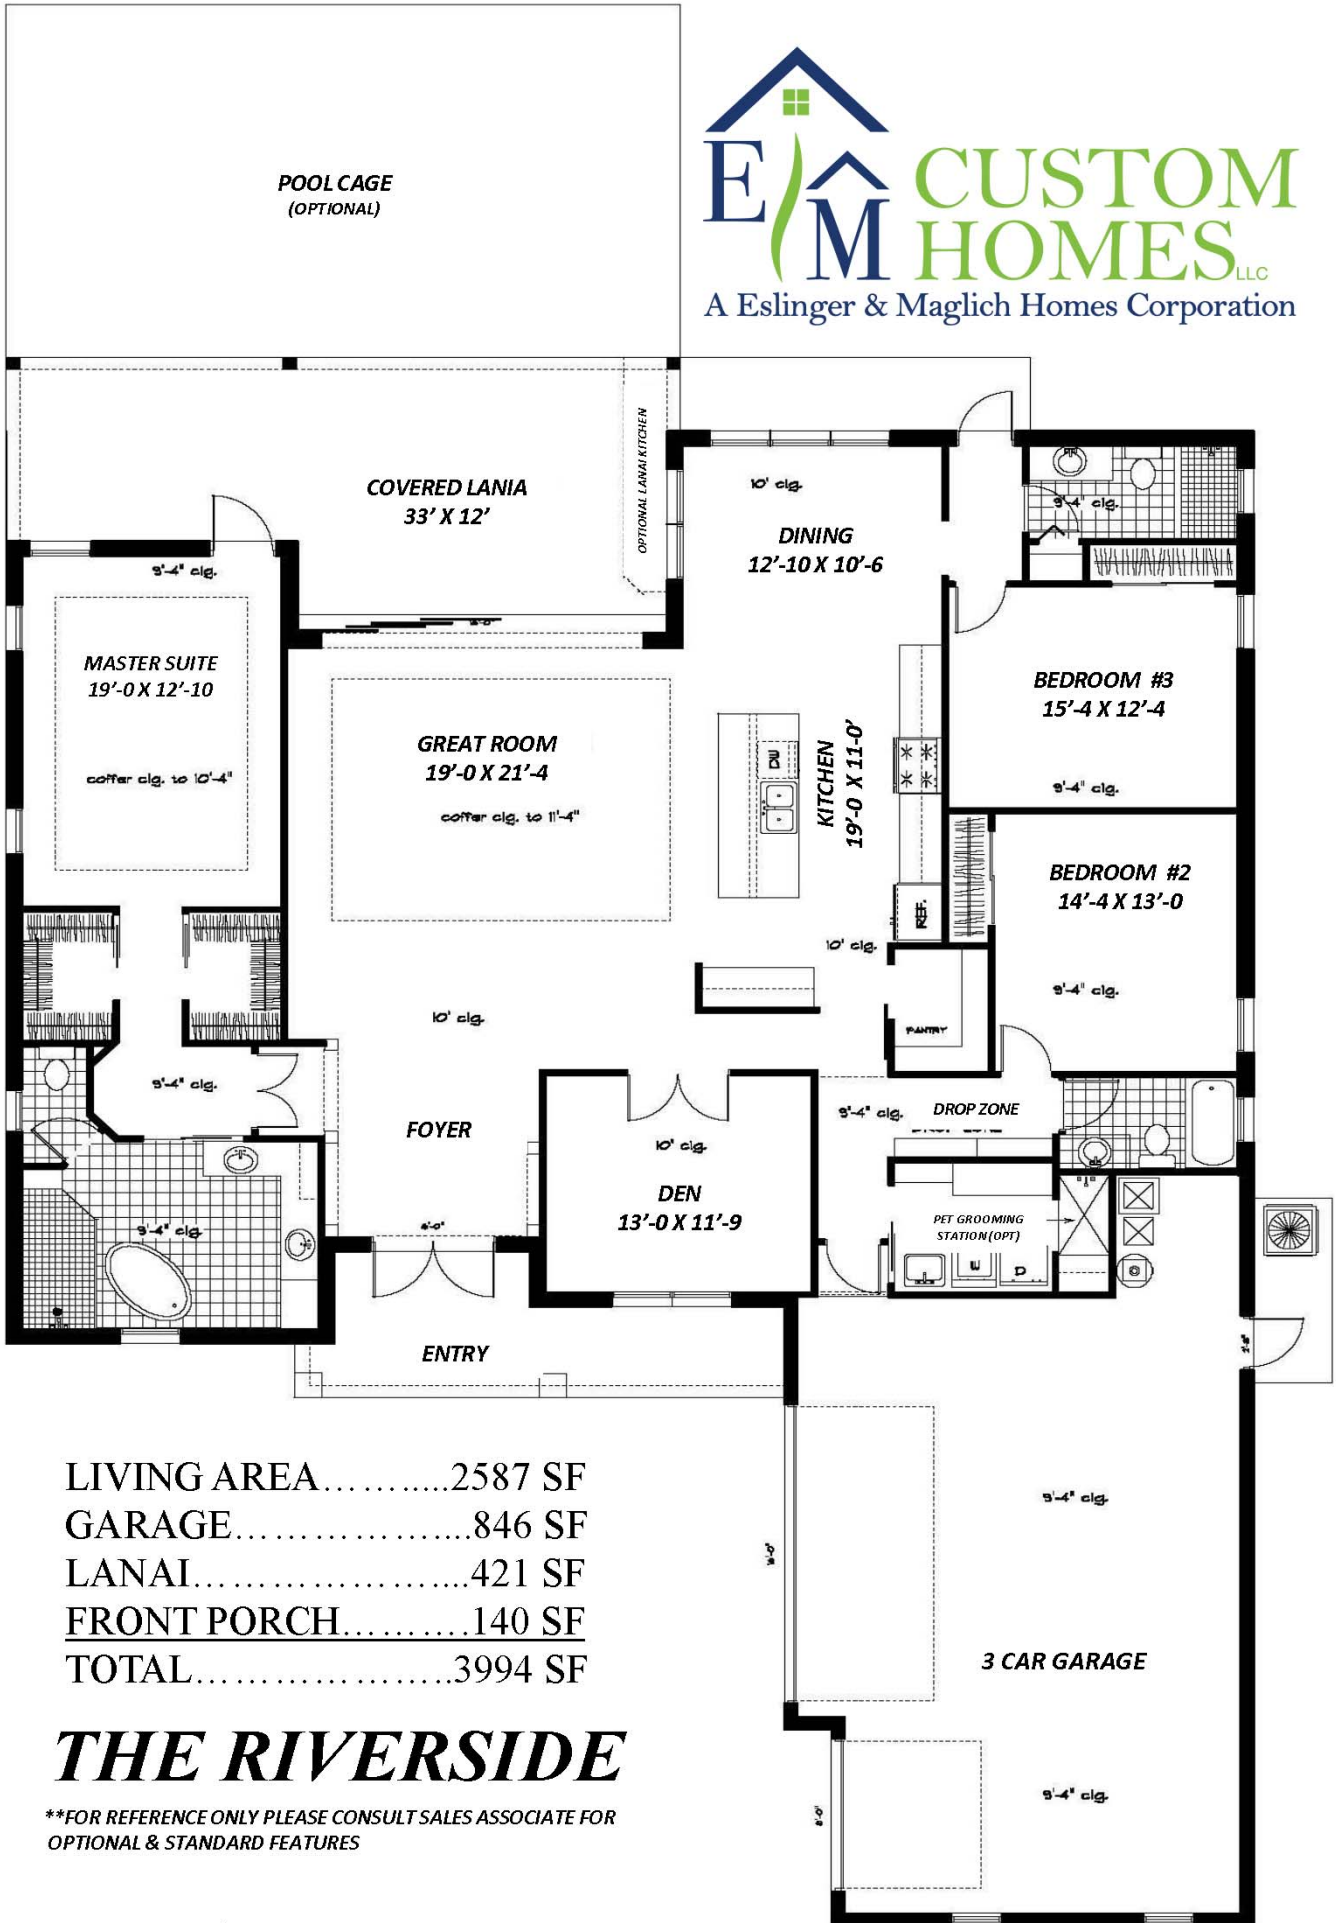 POOL CAGE
(OPTIONAL)
E M CUSTOM
HOMES LLC
A Eslinger & Maglich Homes Corporation
OPTIONAL LANAI KITCHEN
COVERED LANIA
33’ X 12’
10' clg.
DINING
12’-10 X 10’-6
9'-4" clg.
9'-4" clg.
MASTER SUITE
19’-0 X 12’-10
coffer clg. to 10'-4"
GREAT ROOM
19’-0 X 21’-4
coffer clg. to 11'-4"
DW
KITCHEN
19’-0 X 11-0’
REF.
BEDROOM #3
15’-4 X 12’-4
9'-4" clg.
BEDROOM #2
14’-4 X 13’-0
9'-4" clg.
10' clg.
10' clg.
PANTRY
9'-4" clg.
FOYER
10' clg.
DEN
13’-0 X 11’-9
9'-4" clg.
DROP ZONE
PET GROOMING
STATION (OPT)
D
9'-4" clg.
ENTRY
LIVING AREA……….....2587 SF
GARAGE………………....846 SF
LANAI…………………....421 SF
FRONT PORCH……….…140 SF
TOTAL…………………..3994 SF
9'-4" clg.
16'-0"
3 CAR GARAGE
9'-4" clg.
8'-0"
THE RIVERSIDE
**FOR REFERENCE ONLY PLEASE CONSULT SALES ASSOCIATE FOR
OPTIONAL & STANDARD FEATURES